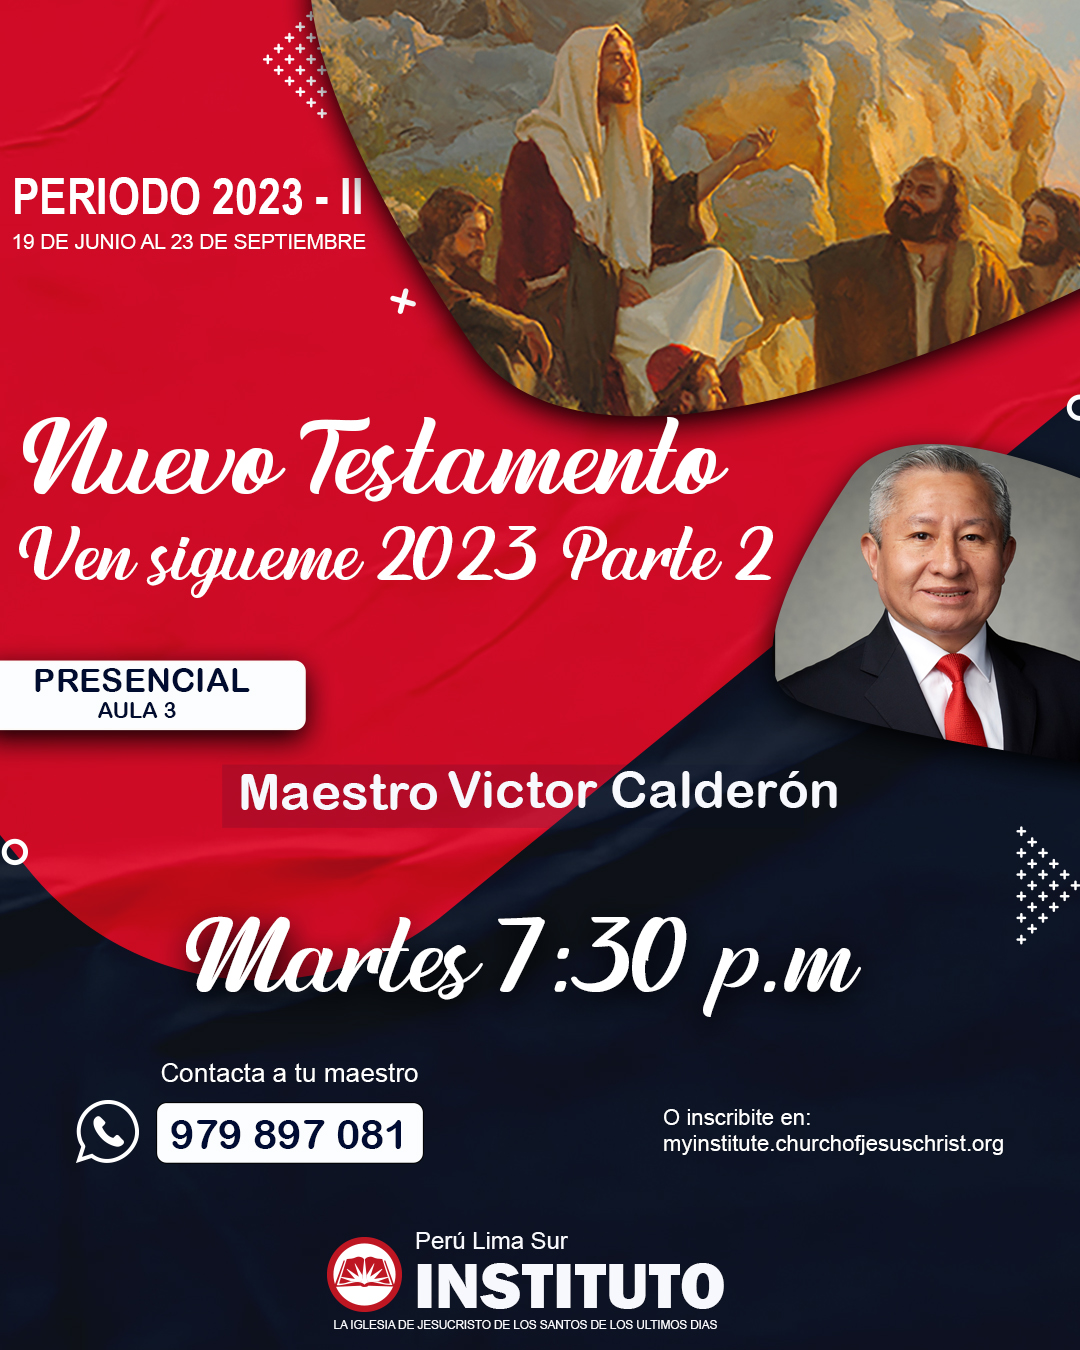 PERIODO 2023 - II
19 DE JUNIO AL 23 DE SEPTIEMBRE
Nuevo Testamento
Ven sigueme 2023 Parte 2
PRESENCIAL
AULA 3
Maestro Victor Calderón
Martes 7:30 p.m
Contacta a tu maestro
979 897 081
O inscribite en:
myinstitute.churchofjesuschrist.org
Perú Lima Sur
INSTITUTO
LA IGLESIA DE JESUCRISTO DE LOS SANTOS DE LOS ULTIMOS DIAS